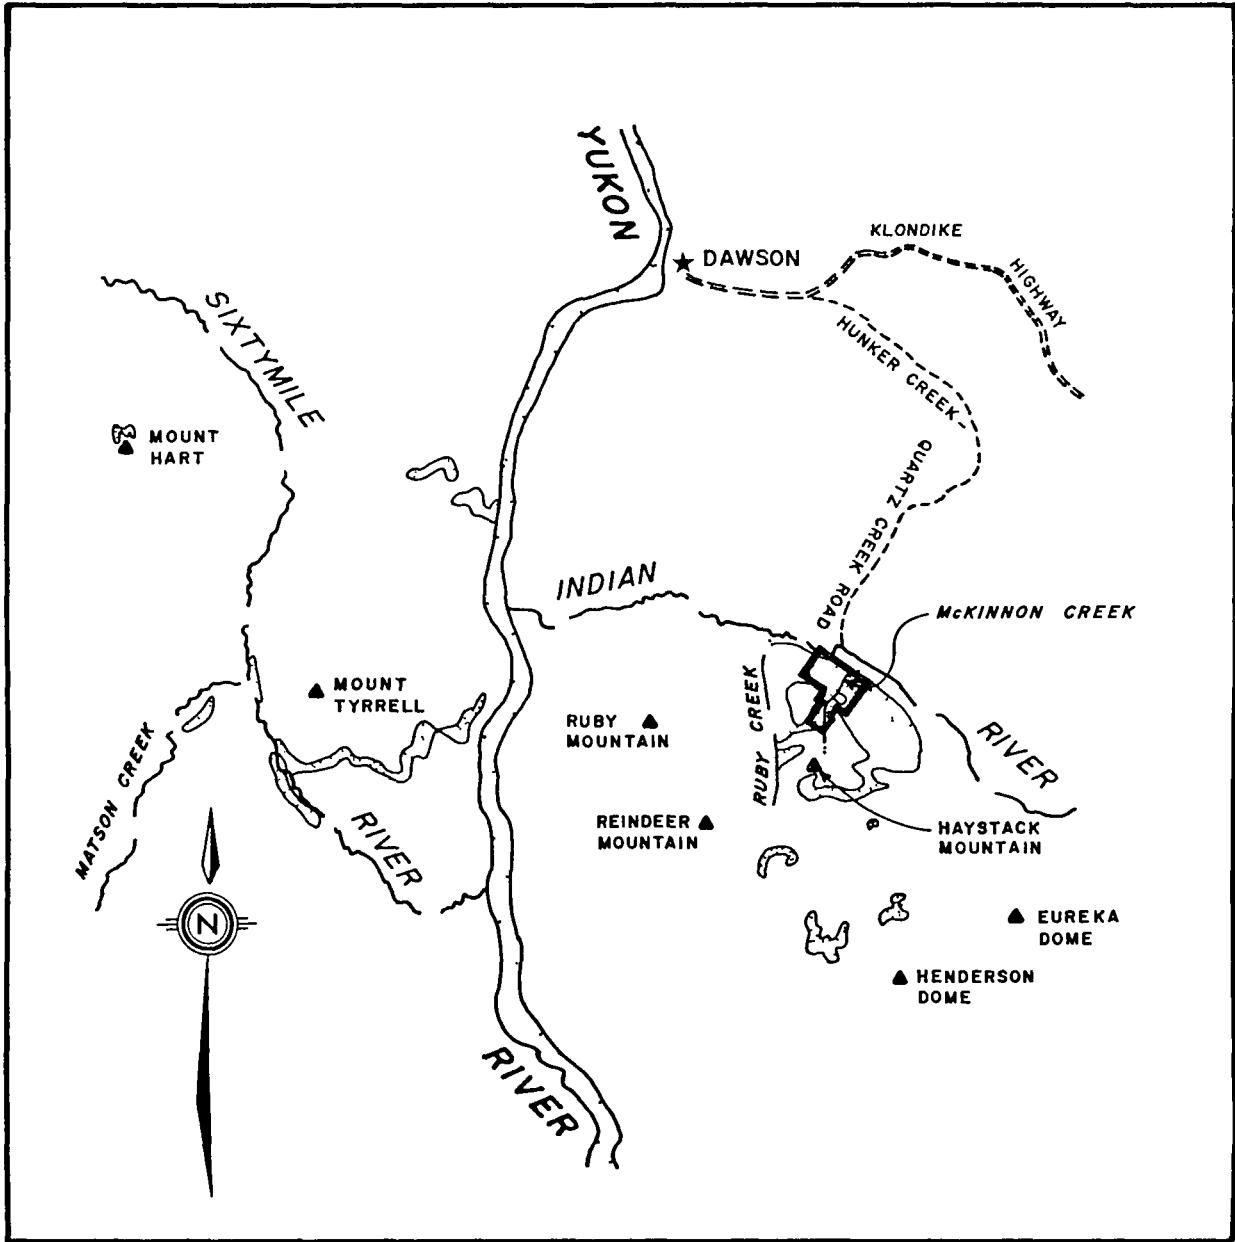 YUKON
KLONDIKE
DAWSON
HIGHWAY
SIXTYMILE
HUNKER CREEK-
MOUNT
HART
QUARTZ CREEK ROAD
INDIAN
McKINNON CREEK
MOUNT
TYRRELL
RUBY
MOUNTAIN
RUBY CREEK
RIVER
MATSON CREEK
RIVER
REINDEER
MOUNTAIN
HAYSTACK
MOUNTAIN
N
EUREKA
DOME
HENDERSON
DOME
RIVER